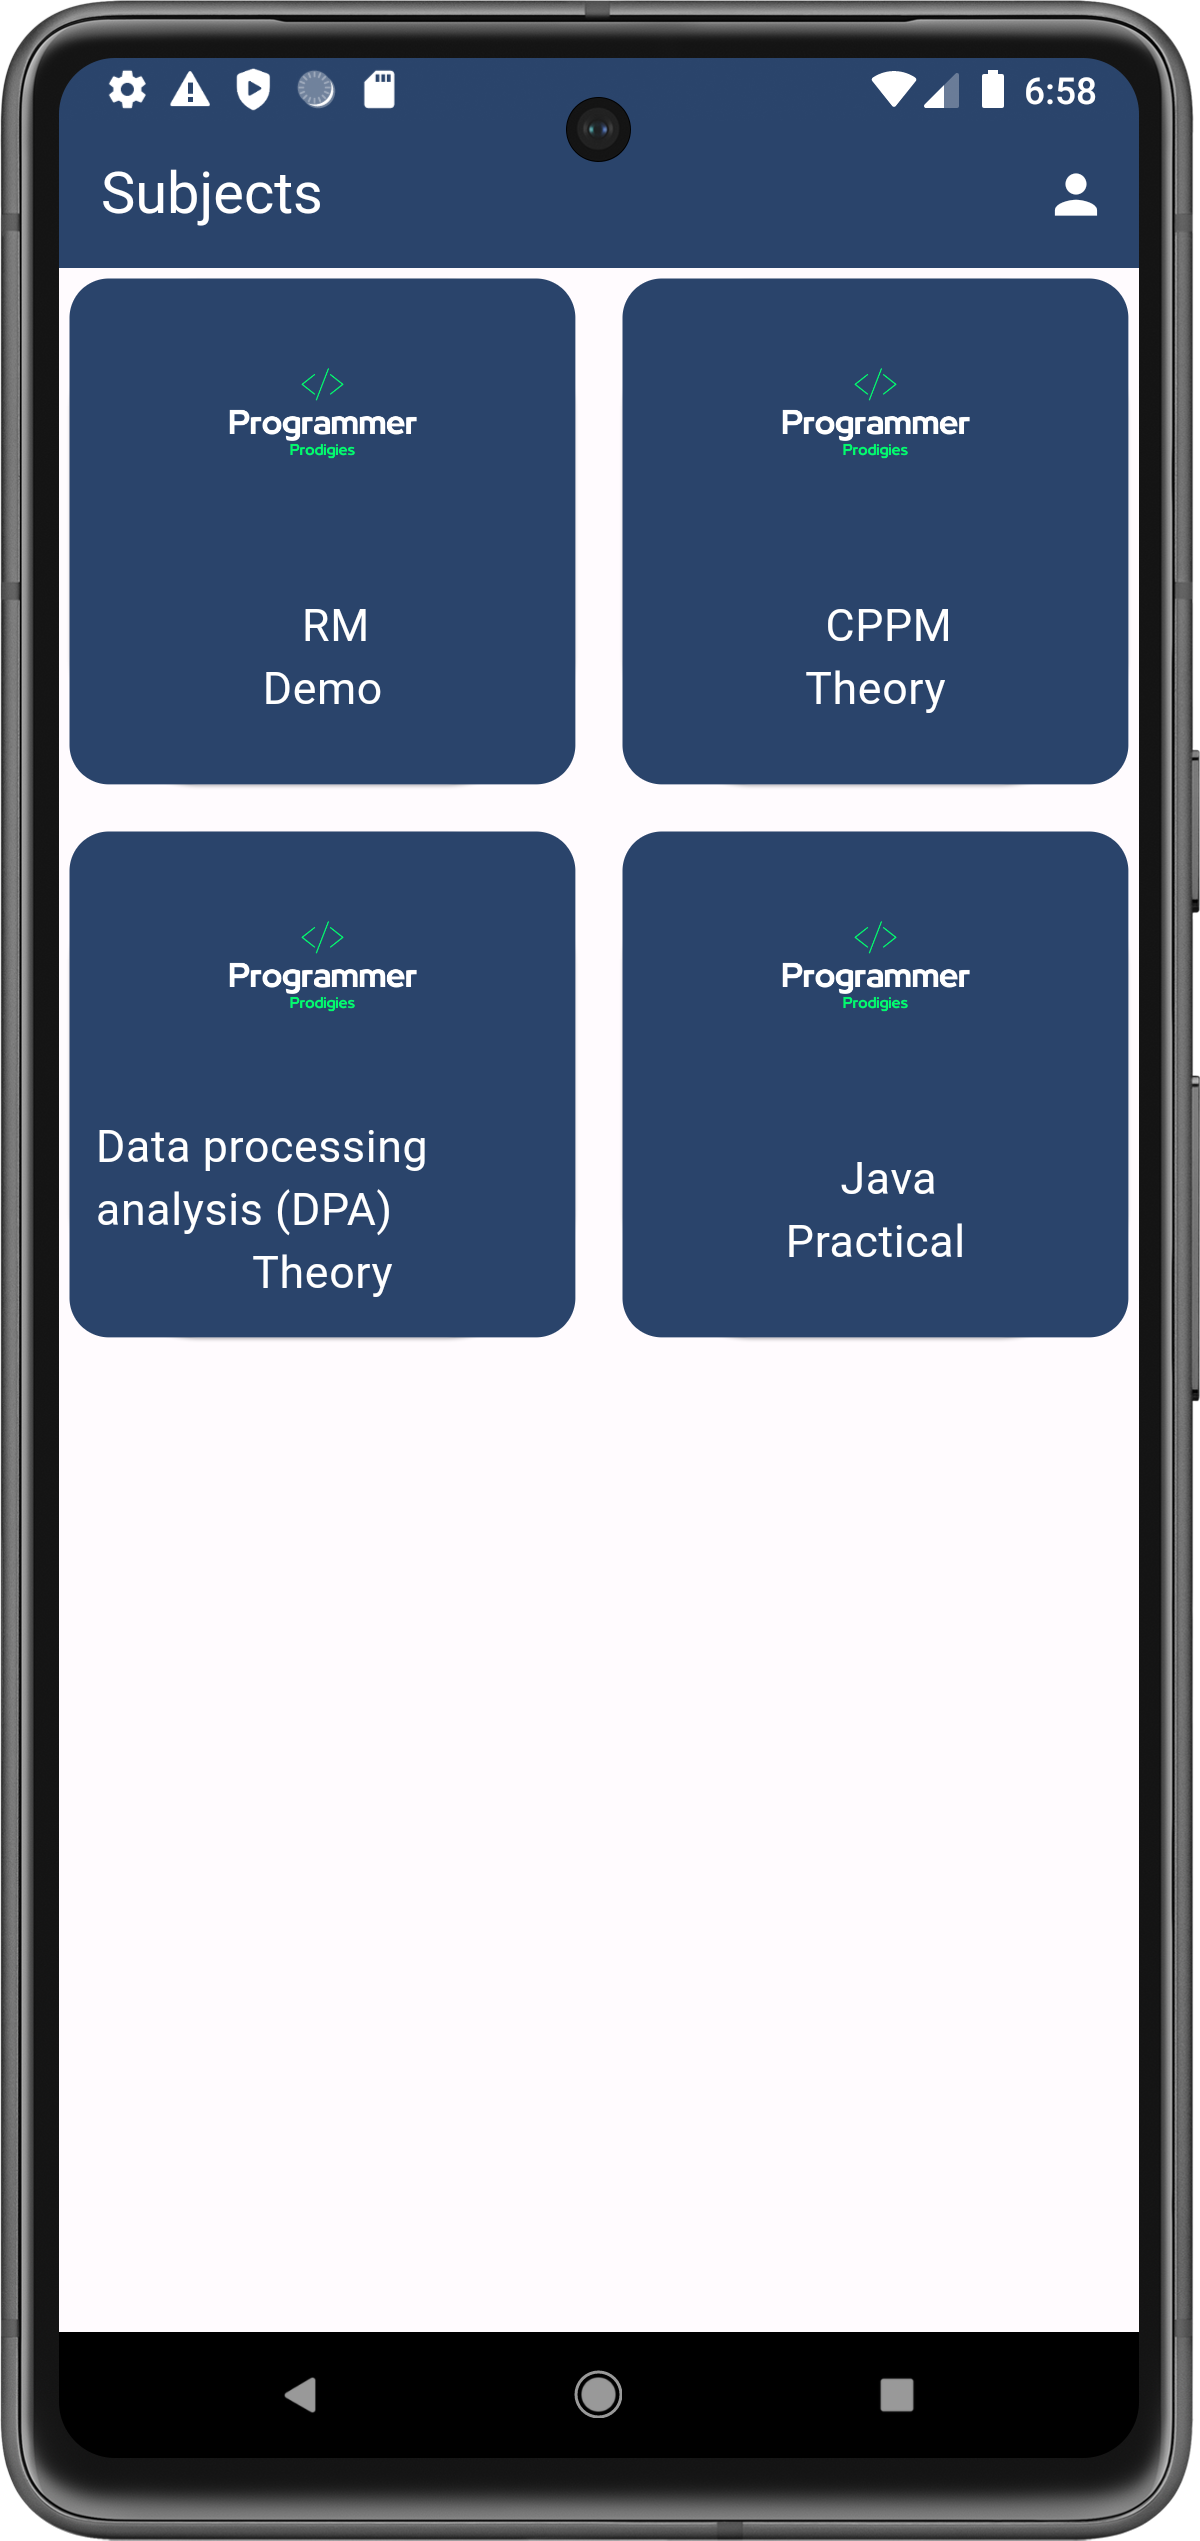 6:58
Subjects
</>
Programmer
Prodigies
RM
Demo
</>
Programmer
Prodigies
CPPM
Theory
</>
Programmer
Prodigies
Data processing
analysis (DPA)
Theory
</>
Programmer
Prodigies
Java
Practical